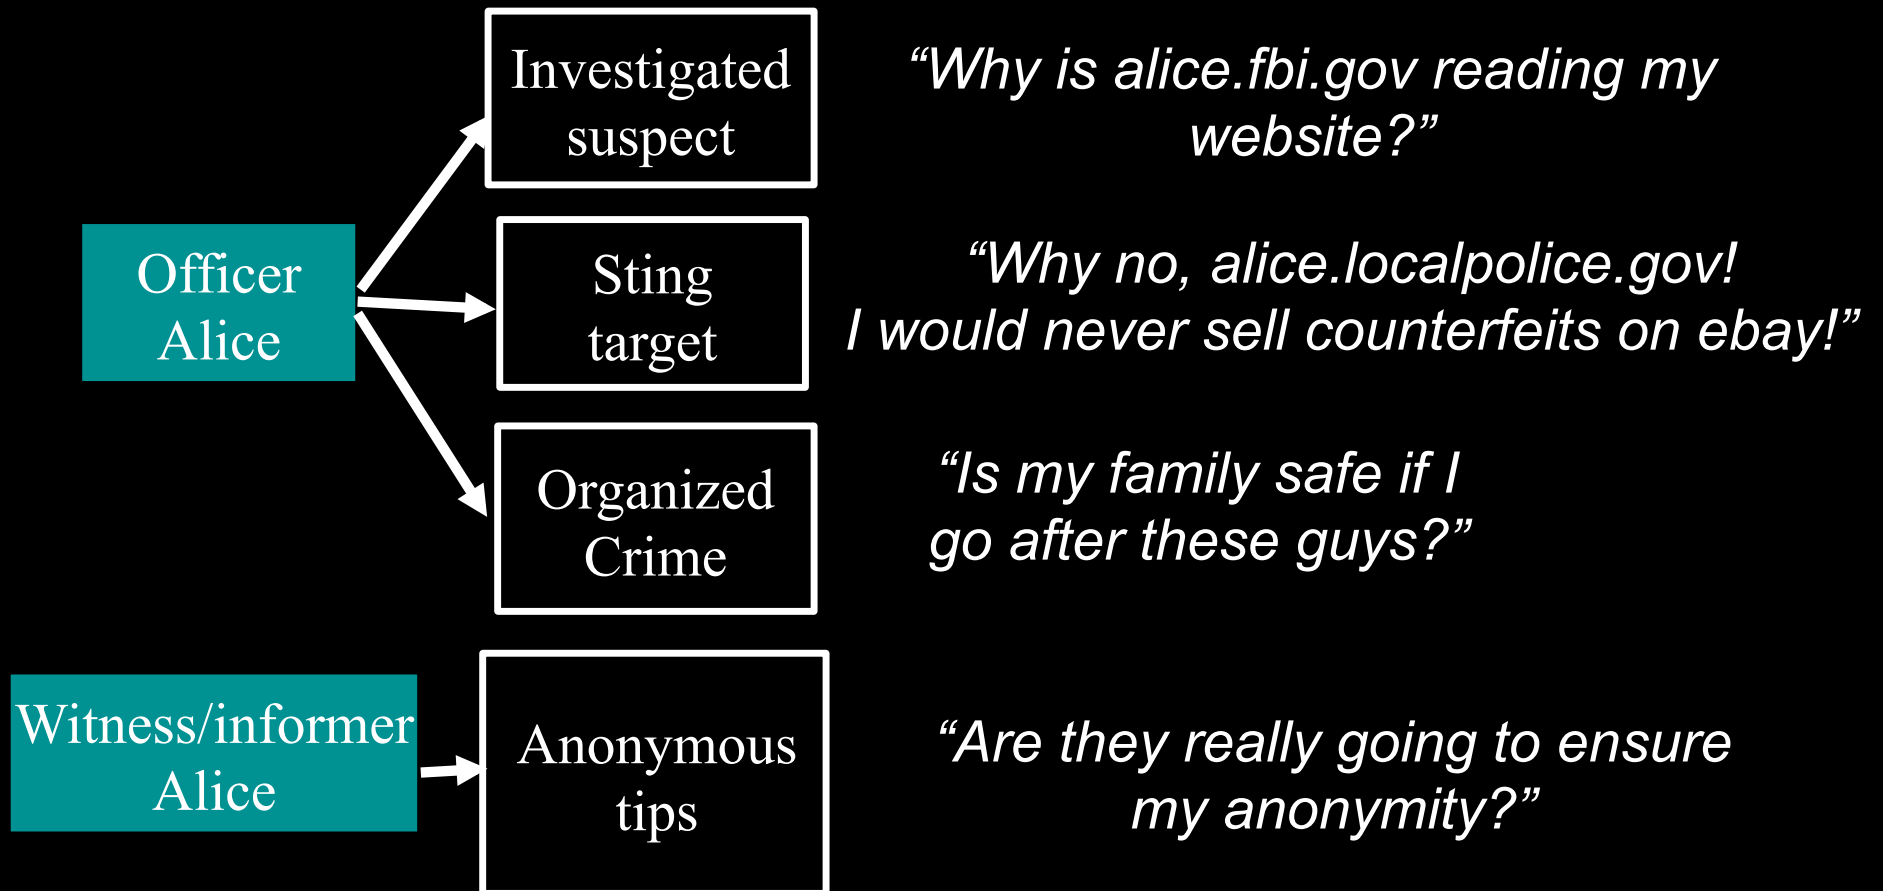 Investigated
suspect
“Why is alice.fbi.gov reading my
website?”
Officer
Alice
Sting
target
“Why no, alice.localpolice.gov!
I would never sell counterfeits on ebay!”
Organized
Crime
“Is my family safe if I
go after these guys?”
Witness/informer
Alice
Anonymous
tips
“Are they really going to ensure
my anonymity?”